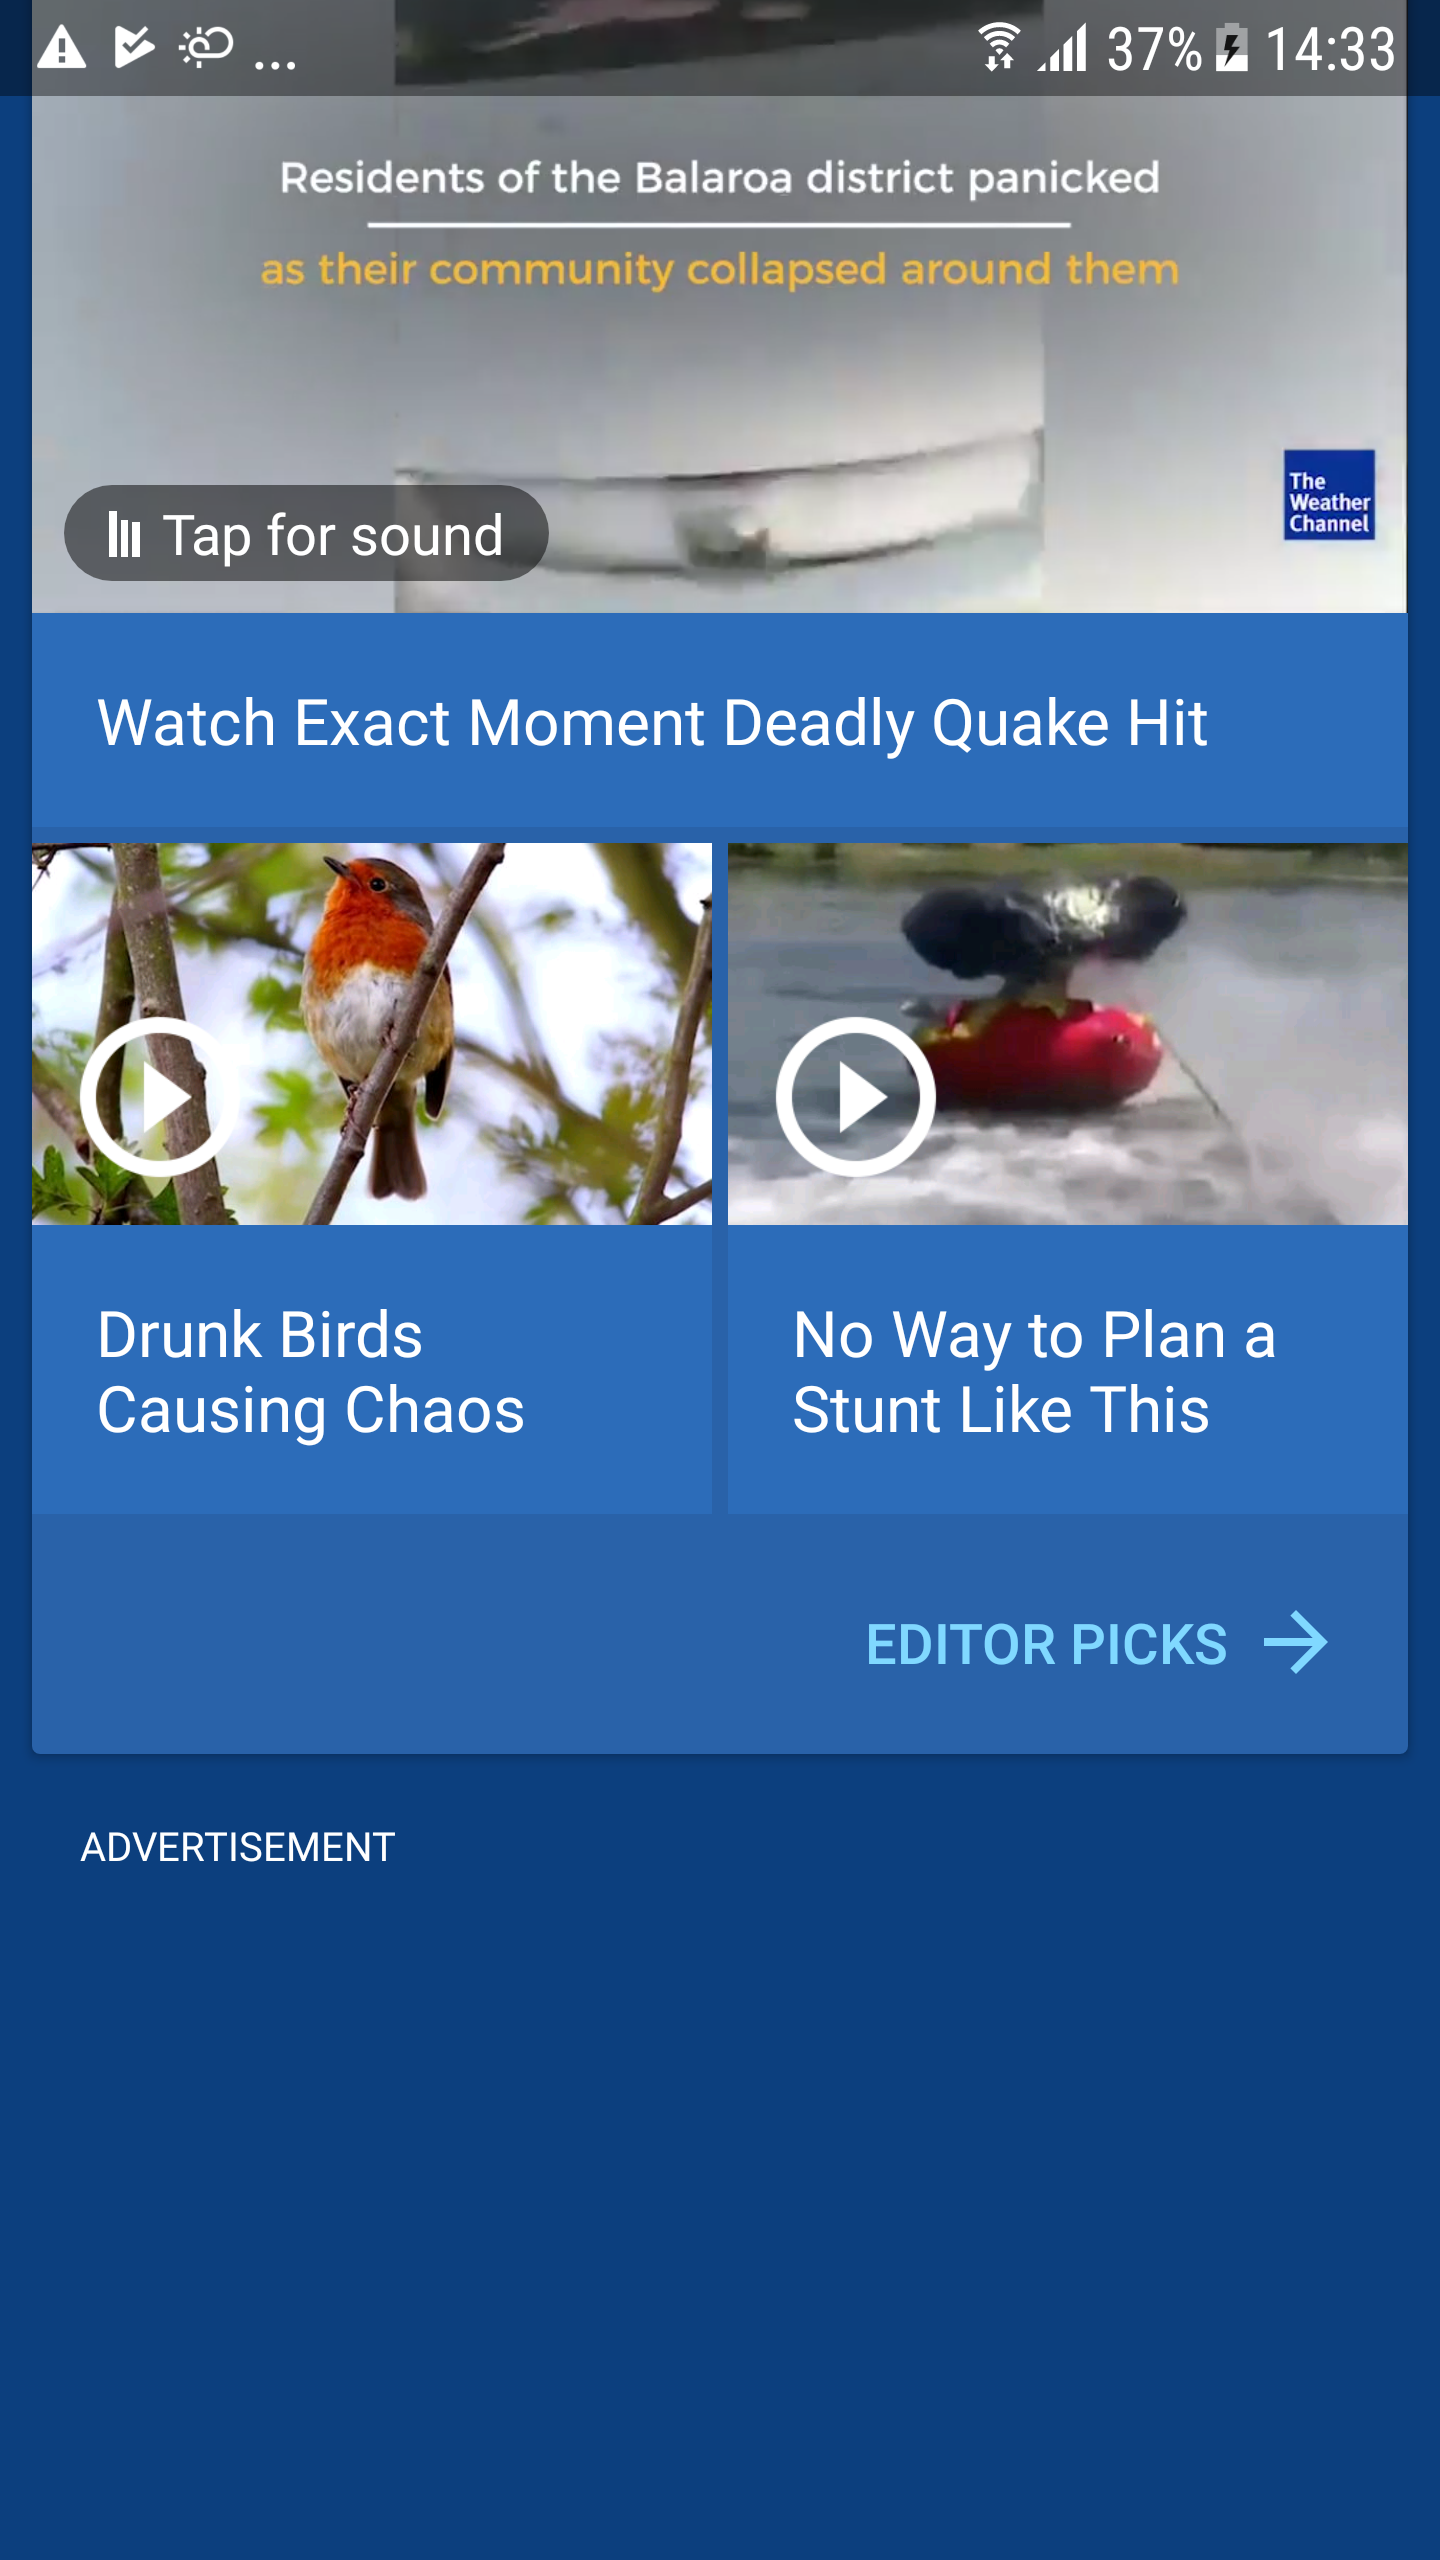 ... 37% 14:33
Residents of the Balaroa district panicked
as their community collapsed around them
The
Weather
Channel
Tap for sound
Watch Exact Moment Deadly Quake Hit
Drunk Birds
Causing Chaos
No Way to Plan a
Stunt Like This
EDITOR PICKS
ADVERTISEMENT